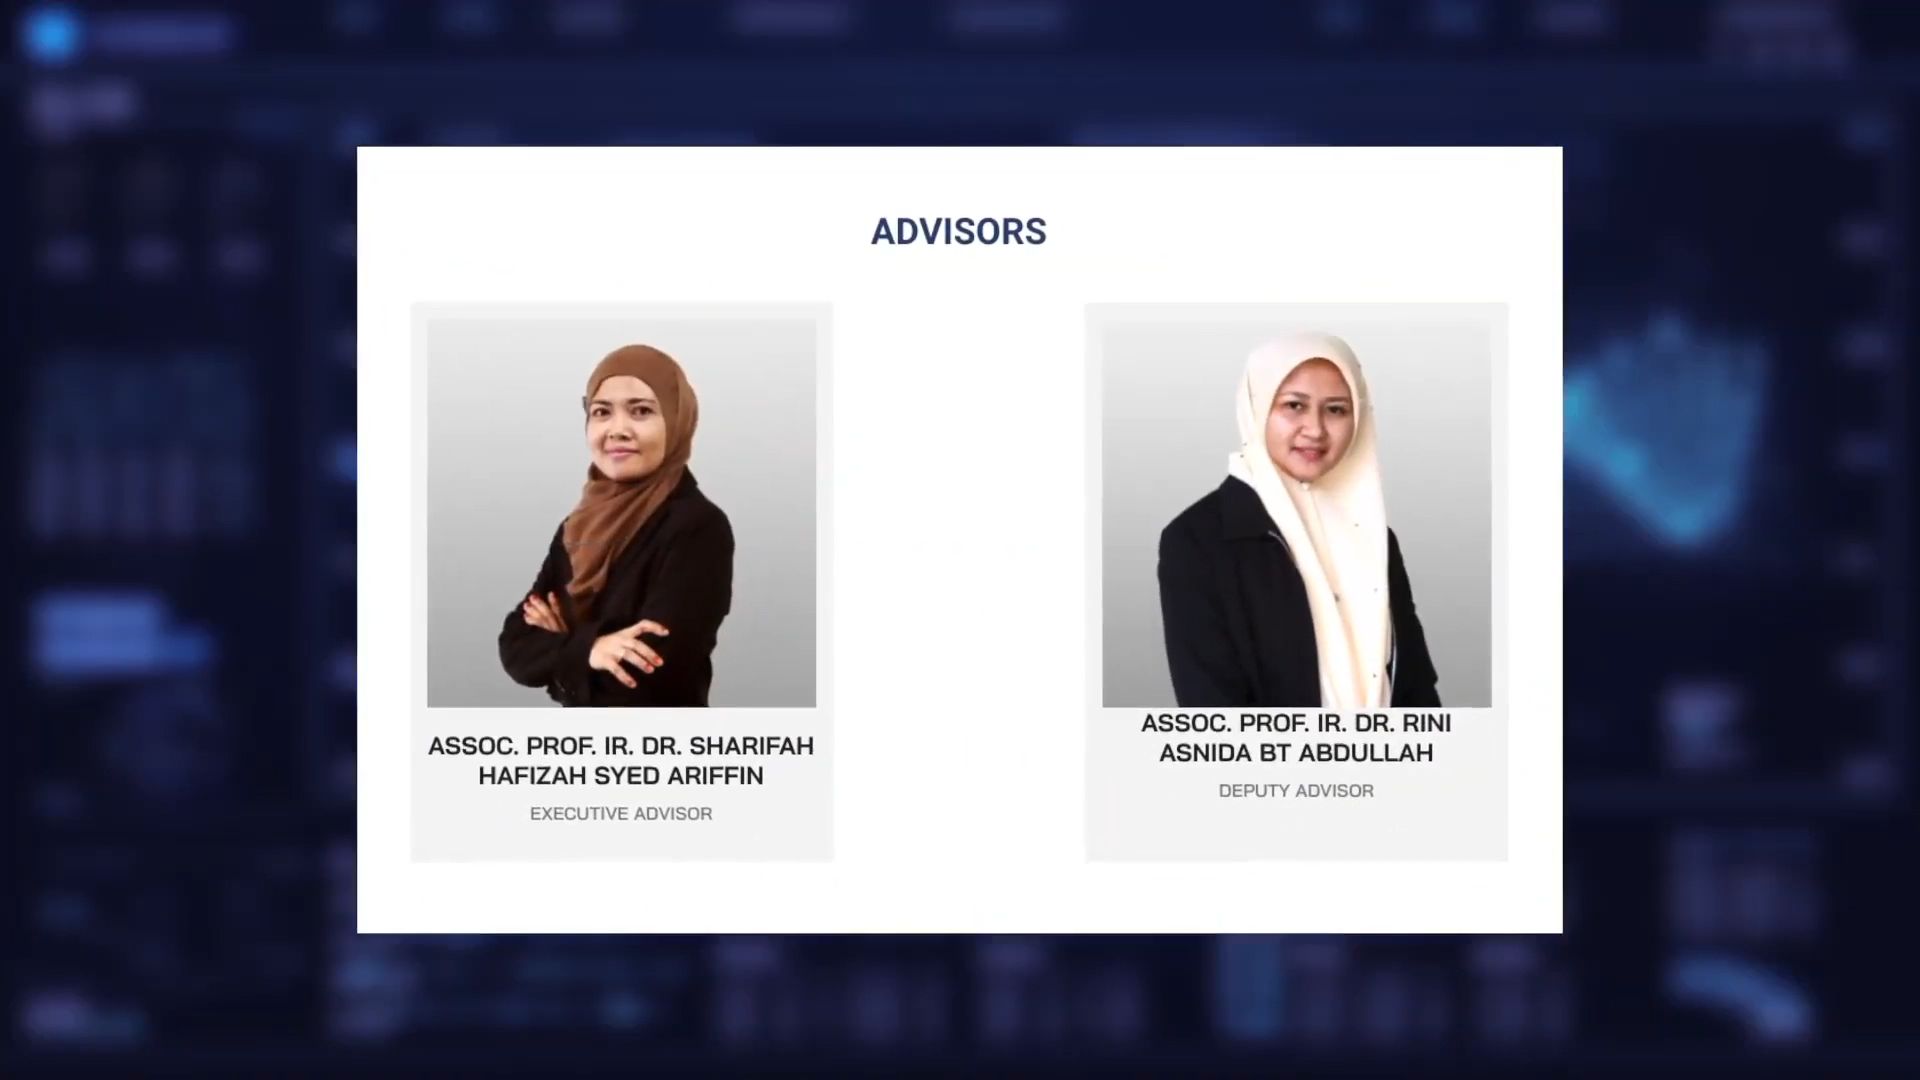 ADVISORS
ASSOC. PROF. IR. DR. SHARIFAH
HAFIZAH SYED ARIFFIN
EXECUTIVE ADVISOR
ASSOC. PROF. IR. DR. RINI
ASNIDA BT ABDULLAH
DEPUTY ADVISOR